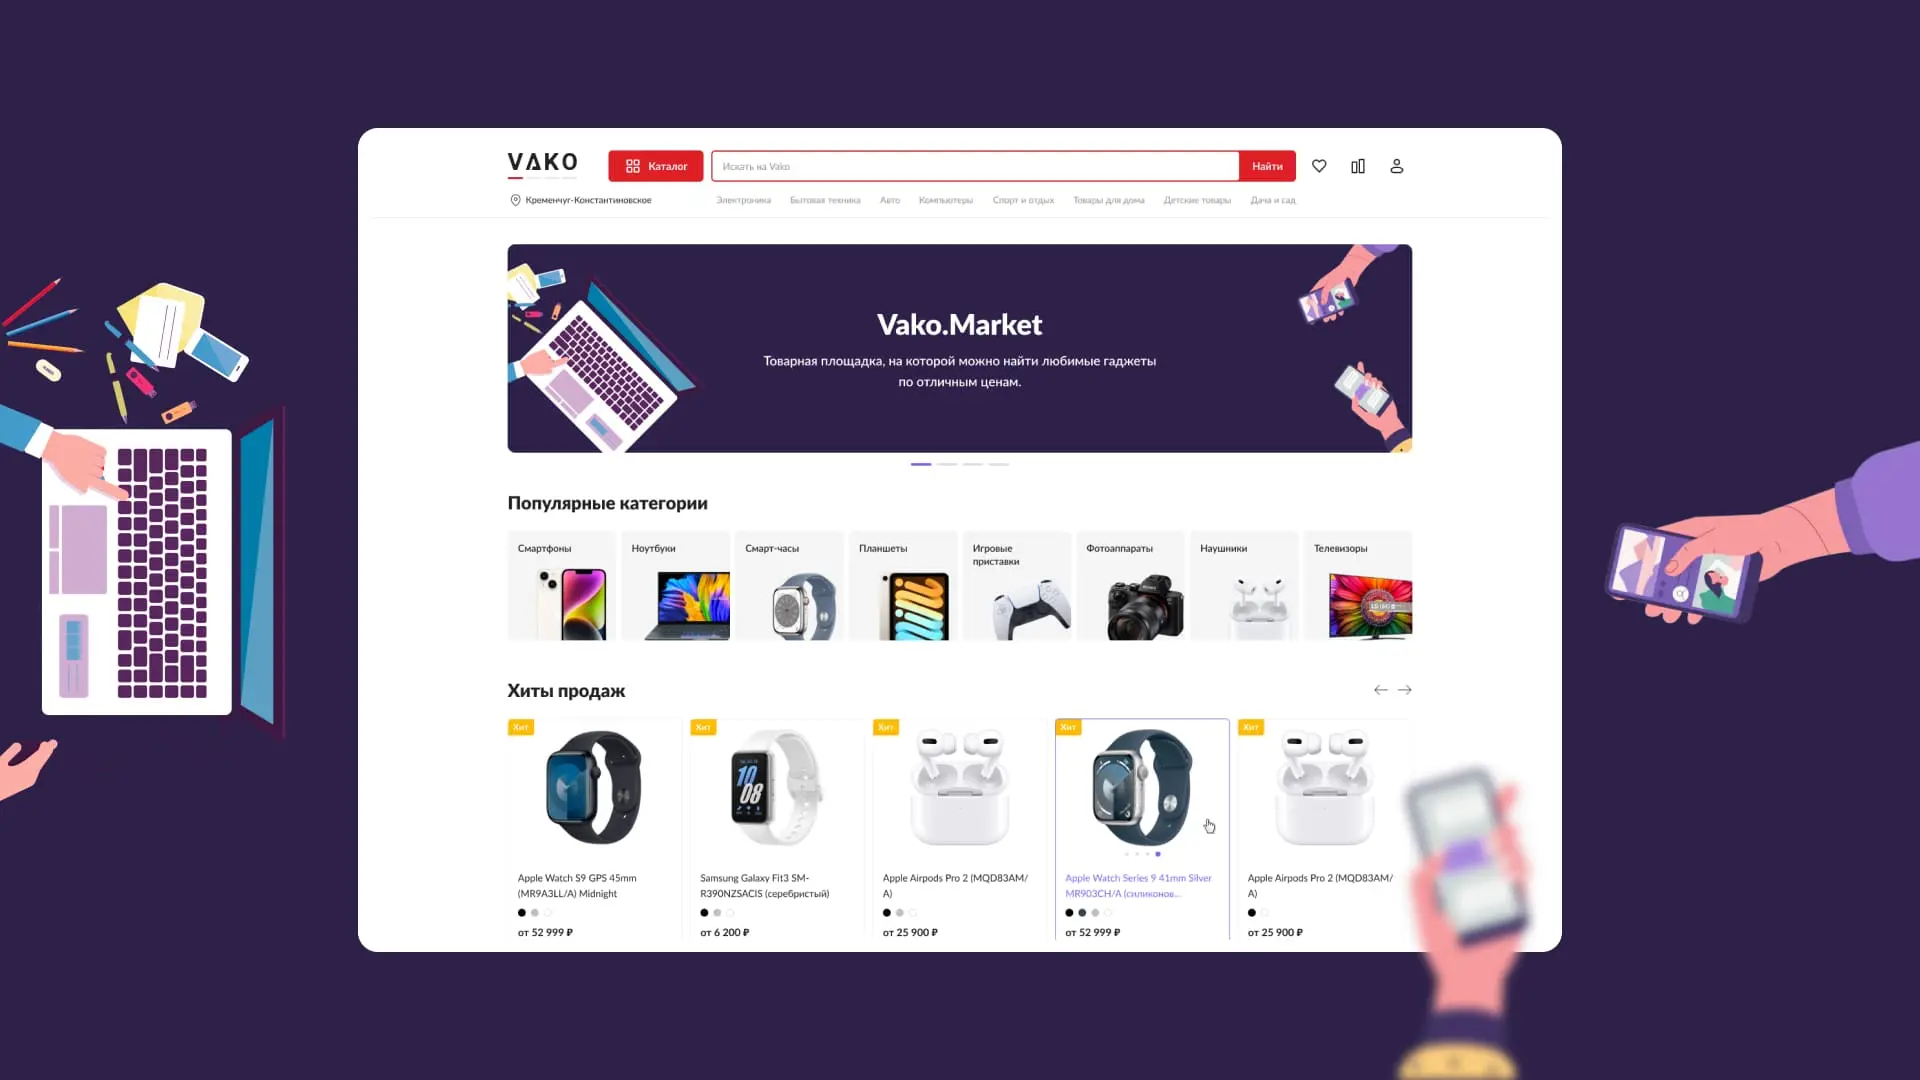 VAKO
Каталог
Искать на Vako
Найти
Кременчуг-Константиновское
Электроника
Бытовая техника
Авто
Компьютеры
Спорт и отдых
Товары для дома
Детские товары
Дача и сад
Vako.Market
Товарная площадка, на которой можно найти любимые гаджеты
по отличным ценам.
Популярные категории
Смартфоны
Ноутбуки
Смарт-часы
Планшеты
Игровые
приставки
Фотоаппараты
Наушники
Телевизоры
Хиты продаж
Хит
10
08
Apple Watch S9 GPS 45mm
(MR9A3LL/A) Midnight
от 52 999 ₽
Хит
Samsung Galaxy Fit3 SM-
R390NZSACIS (серебристый)
от 6 200 ₽
Хит
Apple Airpods Pro 2 (MQD83AM/
A)
от 25 900 ₽
Хит
Apple Watch Series 9 41mm Silver
MR903CH/A (силиконов...
от 52 999 ₽
Хит
Apple Airpods Pro 2 (MQD83AM/
A)
от 25 900 ₽